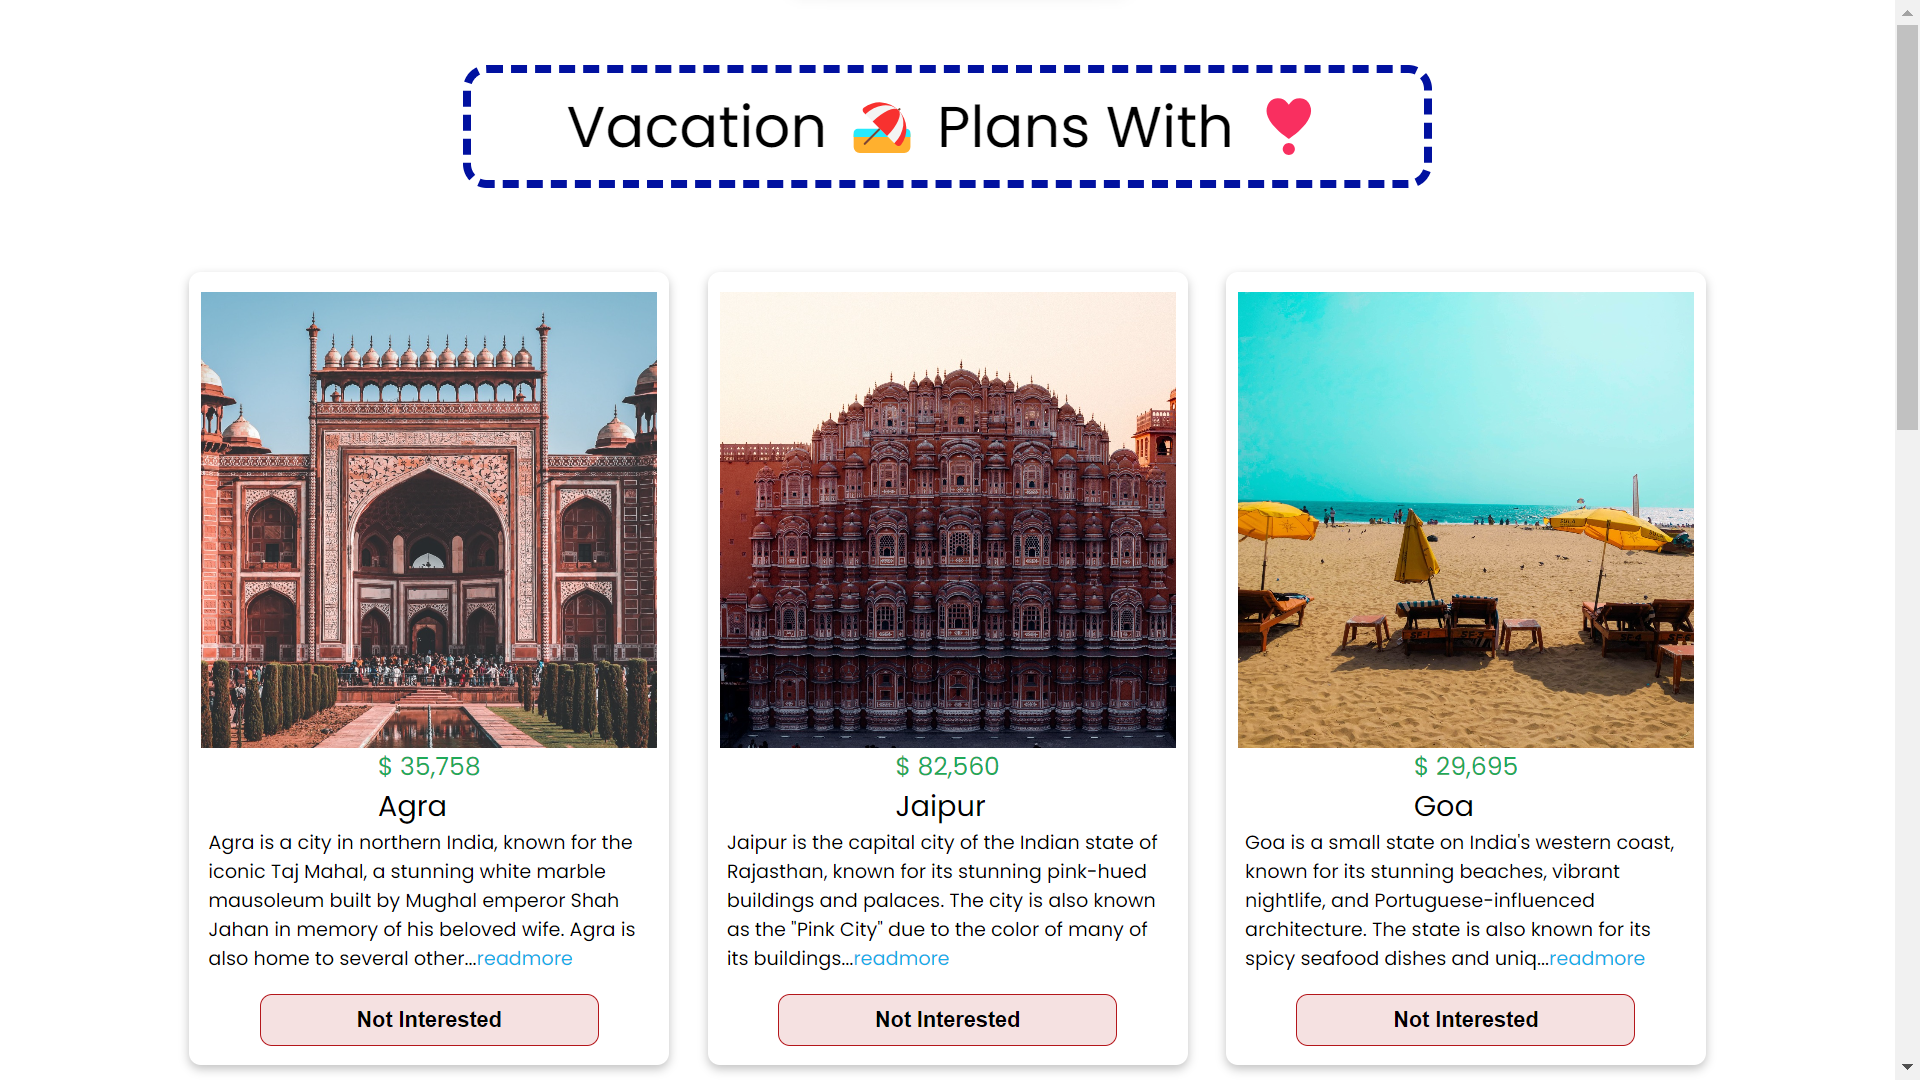 Vacation 🏖️ Plans With ❣️
$ 35,758
Agra
Agra is a city in northern India, known for the
iconic Taj Mahal, a stunning white marble
mausoleum built by Mughal emperor Shah
Jahan in memory of his beloved wife. Agra is
also home to several other...readmore
Not Interested
$ 82,560
Jaipur
Jaipur is the capital city of the Indian state of
Rajasthan, known for its stunning pink-hued
buildings and palaces. The city is also known
as the "Pink City" due to the color of many of
its buildings...readmore
Not Interested
$ 29,695
Goa
Goa is a small state on India's western coast,
known for its stunning beaches, vibrant
nightlife, and Portuguese-influenced
architecture. The state is also known for its
spicy seafood dishes and uniq...readmore
Not Interested